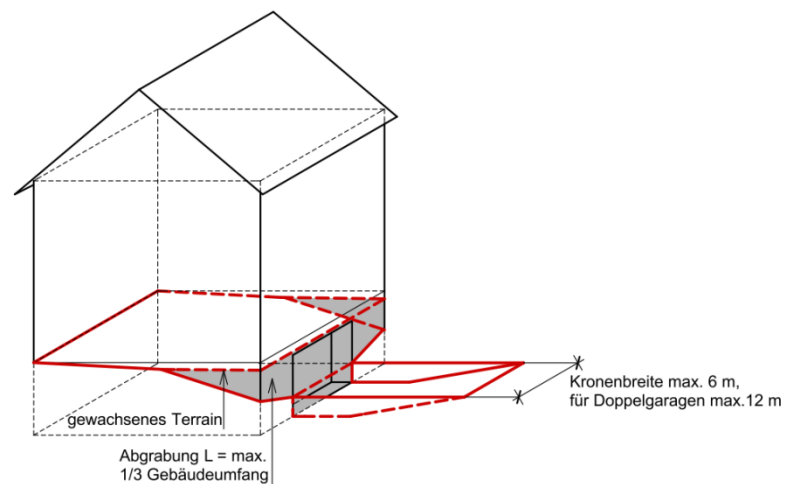 Kronenbreite max. 6 m,
für Doppelgaragen max.12 m
gewachsenes Terrain
Abgrabung L = max.
1/3 Gebäudeumfang